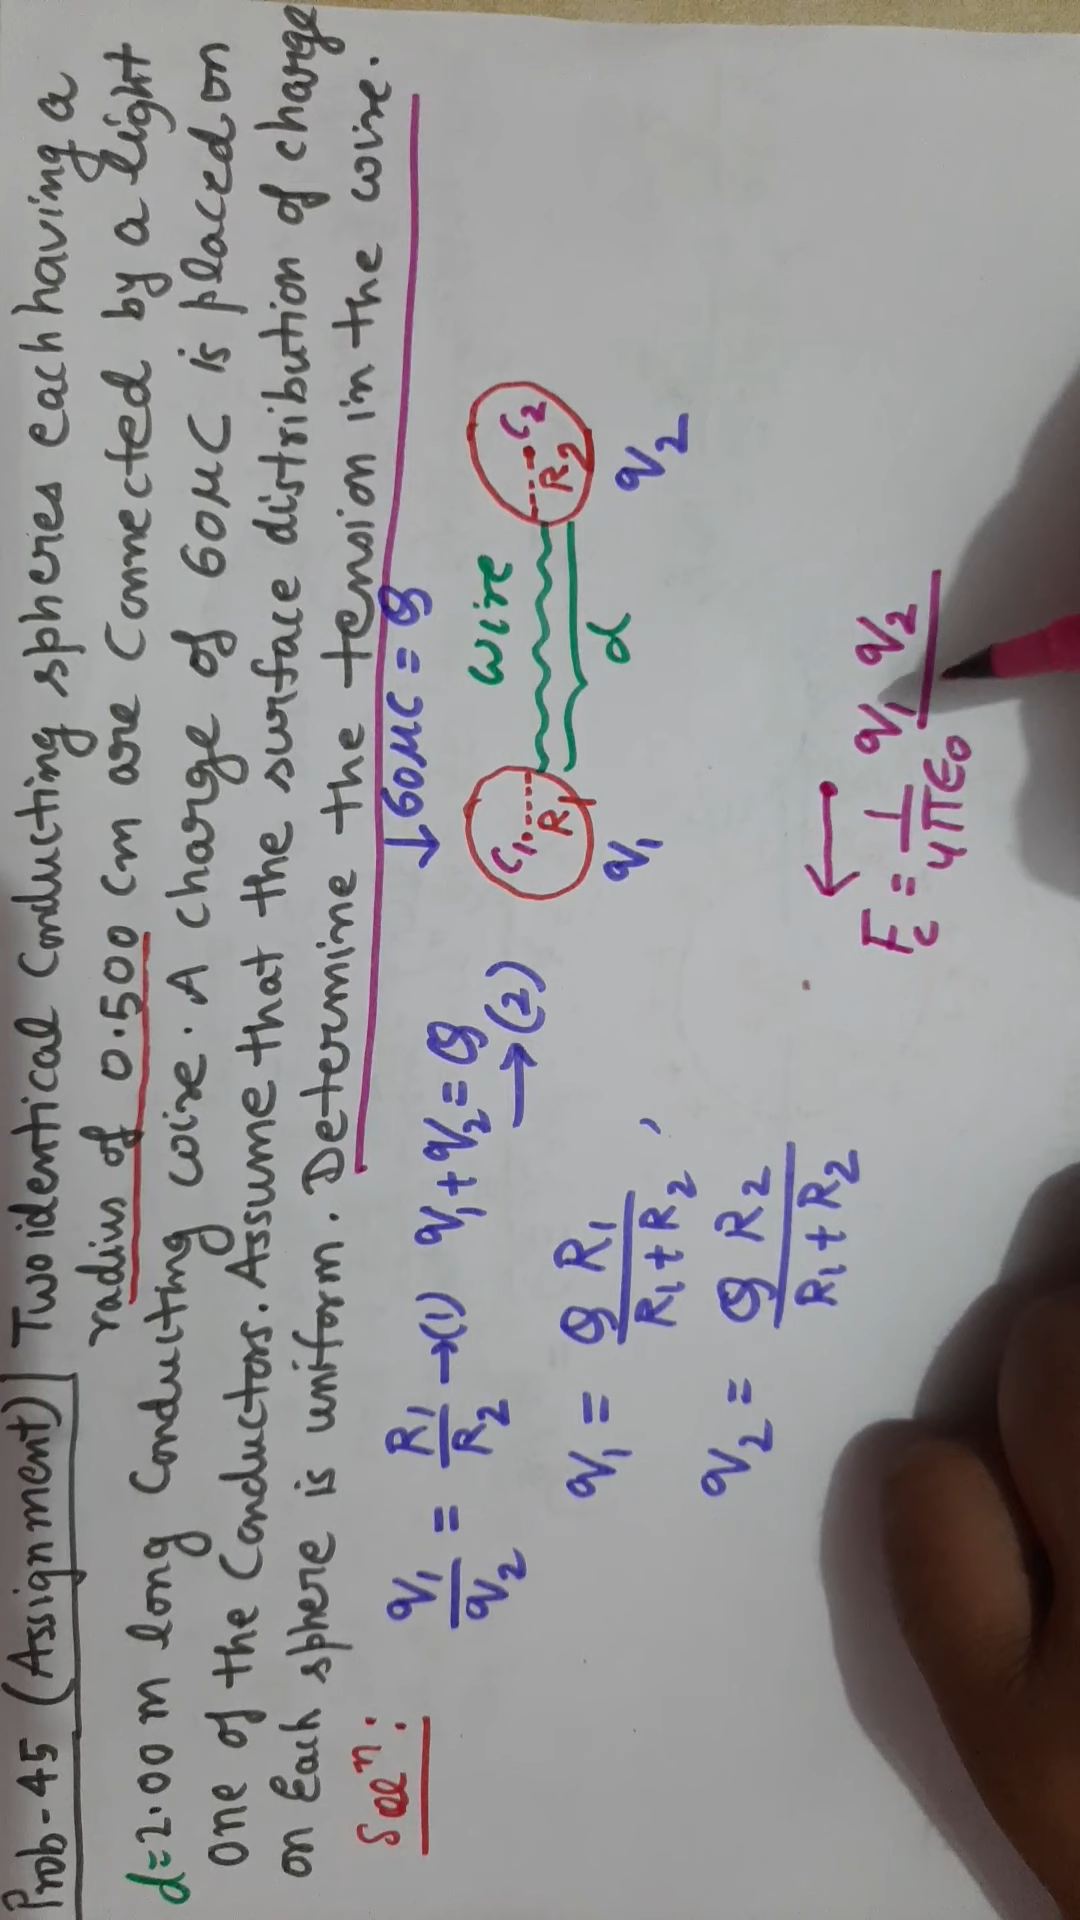 Prob-45 (Assignment) Two identical Conducting spheres each having a
radius of 0.500 cm are Connected by a light
d=2.00 m long Conducting wire. A charge of 60μC is placed on
one of the Conductors. Assume that the surface distribution of charge
on Each sphere is uniform. Determine the tension in the wire.
Solⁿ:
q₁/q₂ = R₁/R₂ →(1) q₁+q₂=Q →(2)
↓60μC = Q
wire
C₁ R₁ R₂ C₂
d
q₁ q₂
q₁ = Q R₁/(R₁+R₂) ,
q₂ = Q R₂/(R₁+R₂)
←
F_c = 1/(4πε₀) q₁ q₂